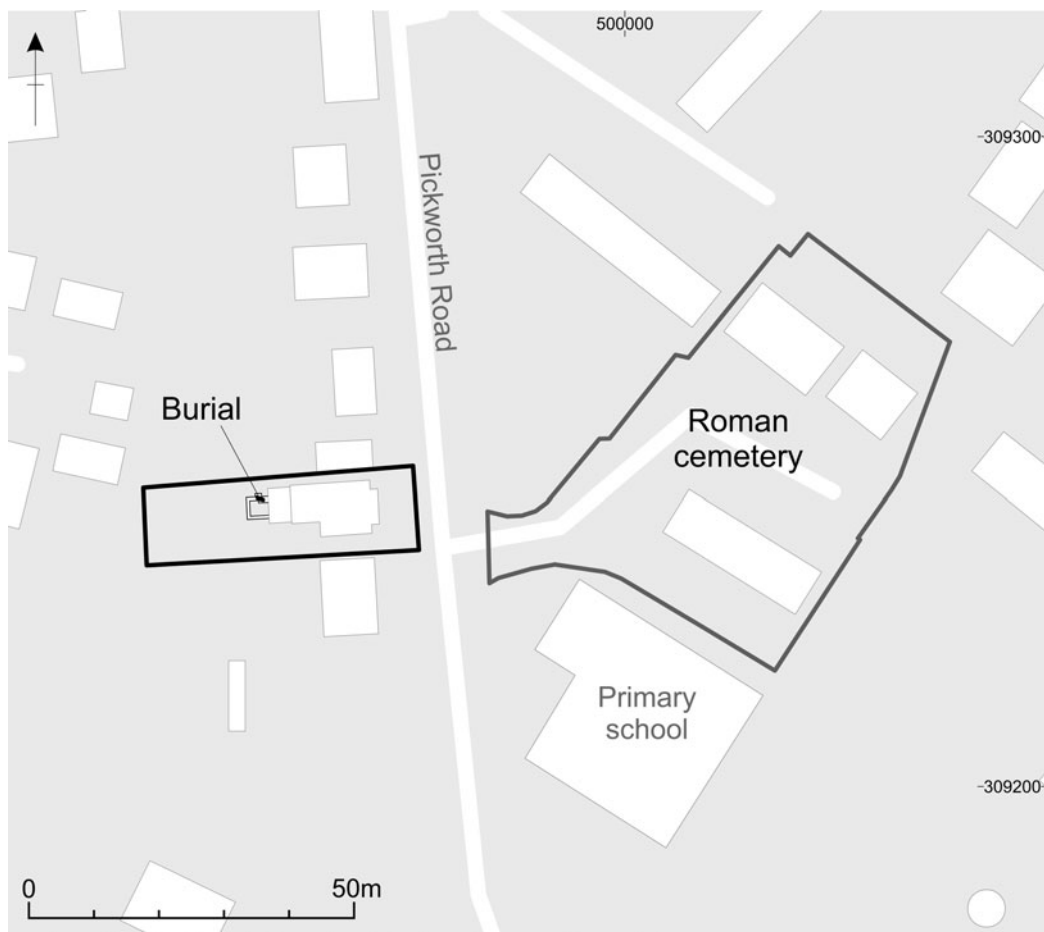 500000
309300
Pickworth Road
Burial
Roman
cemetery
Primary
school
309200
0
50m